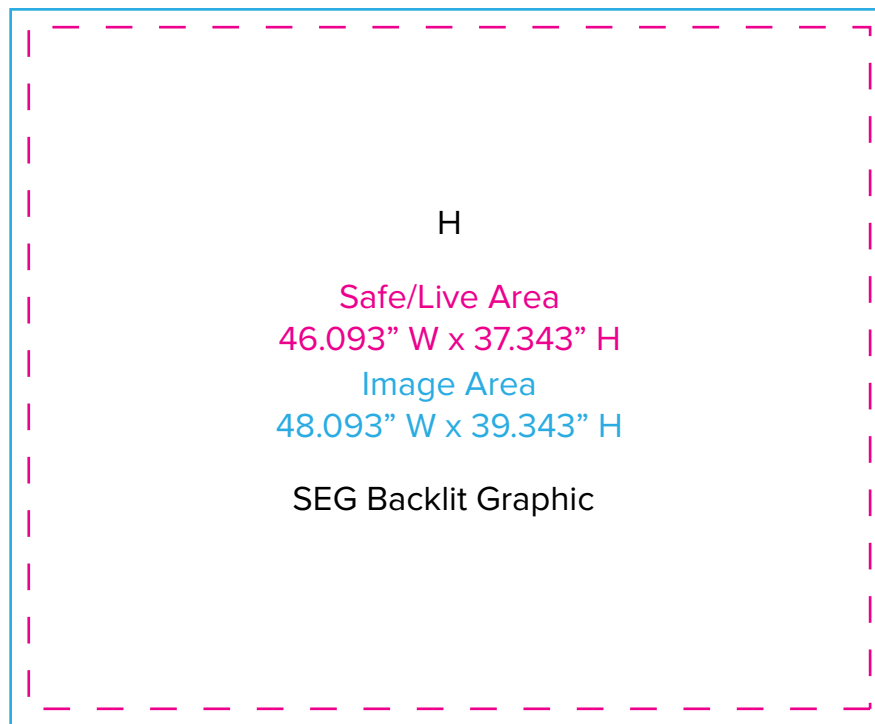 H
Safe/Live Area
46.093” W x 37.343” H
Image Area
48.093” W x 39.343” H
SEG Backlit Graphic